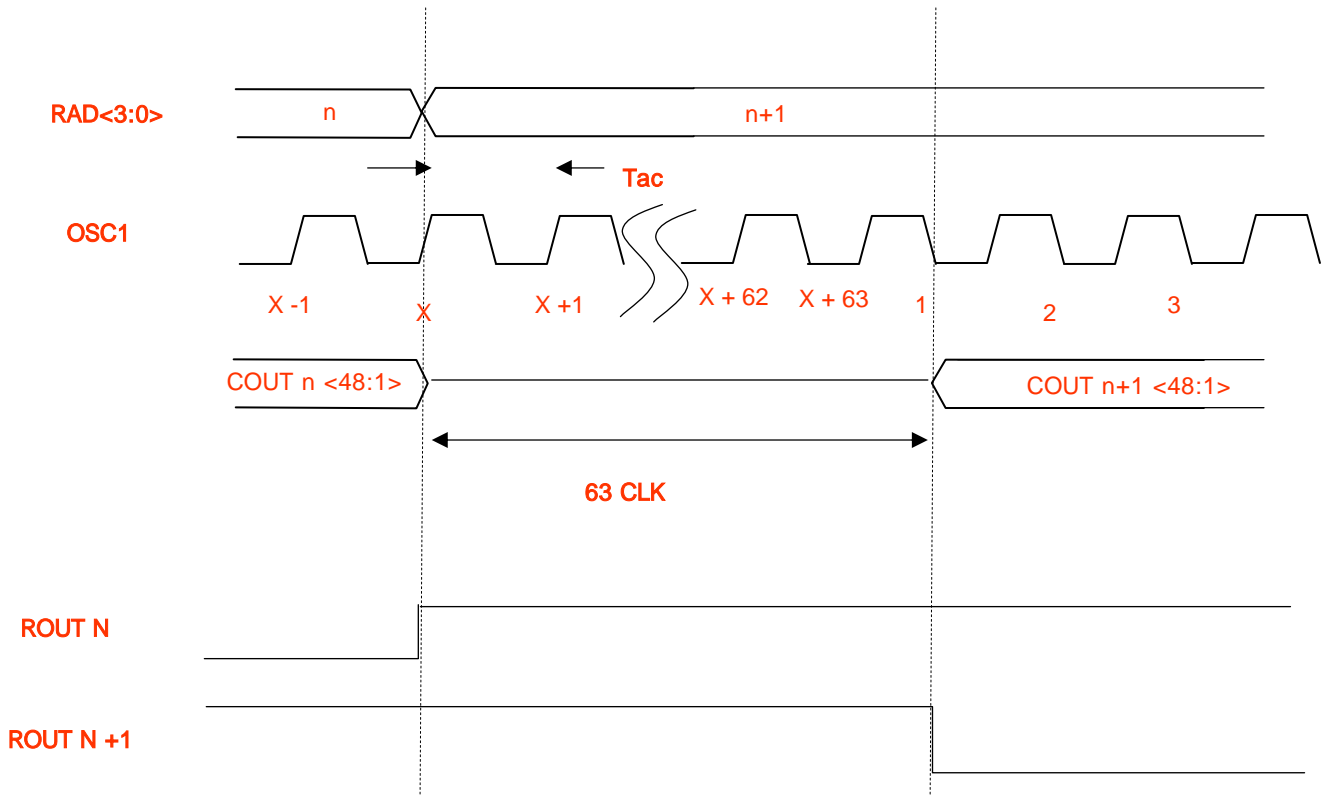 RAD<3:0>
n
n+1
Tac
OSC1
X -1
X
X +1
X + 62
X + 63
1
2
3
COUT n <48:1>
COUT n+1 <48:1>
63 CLK
ROUT N
ROUT N +1